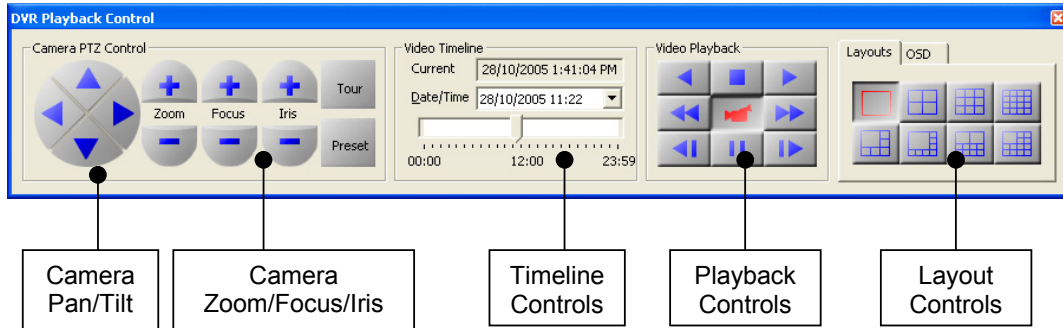 DVR Playback Control
Camera PTZ Control
Zoom
Focus
Iris
Tour
Preset
Video Timeline
Current 28/10/2005 1:41:04 PM
Date/Time 28/10/2005 11:22
00:00 12:00 23:59
Video Playback
Layouts OSD
Camera
Pan/Tilt
Camera
Zoom/Focus/Iris
Timeline
Controls
Playback
Controls
Layout
Controls